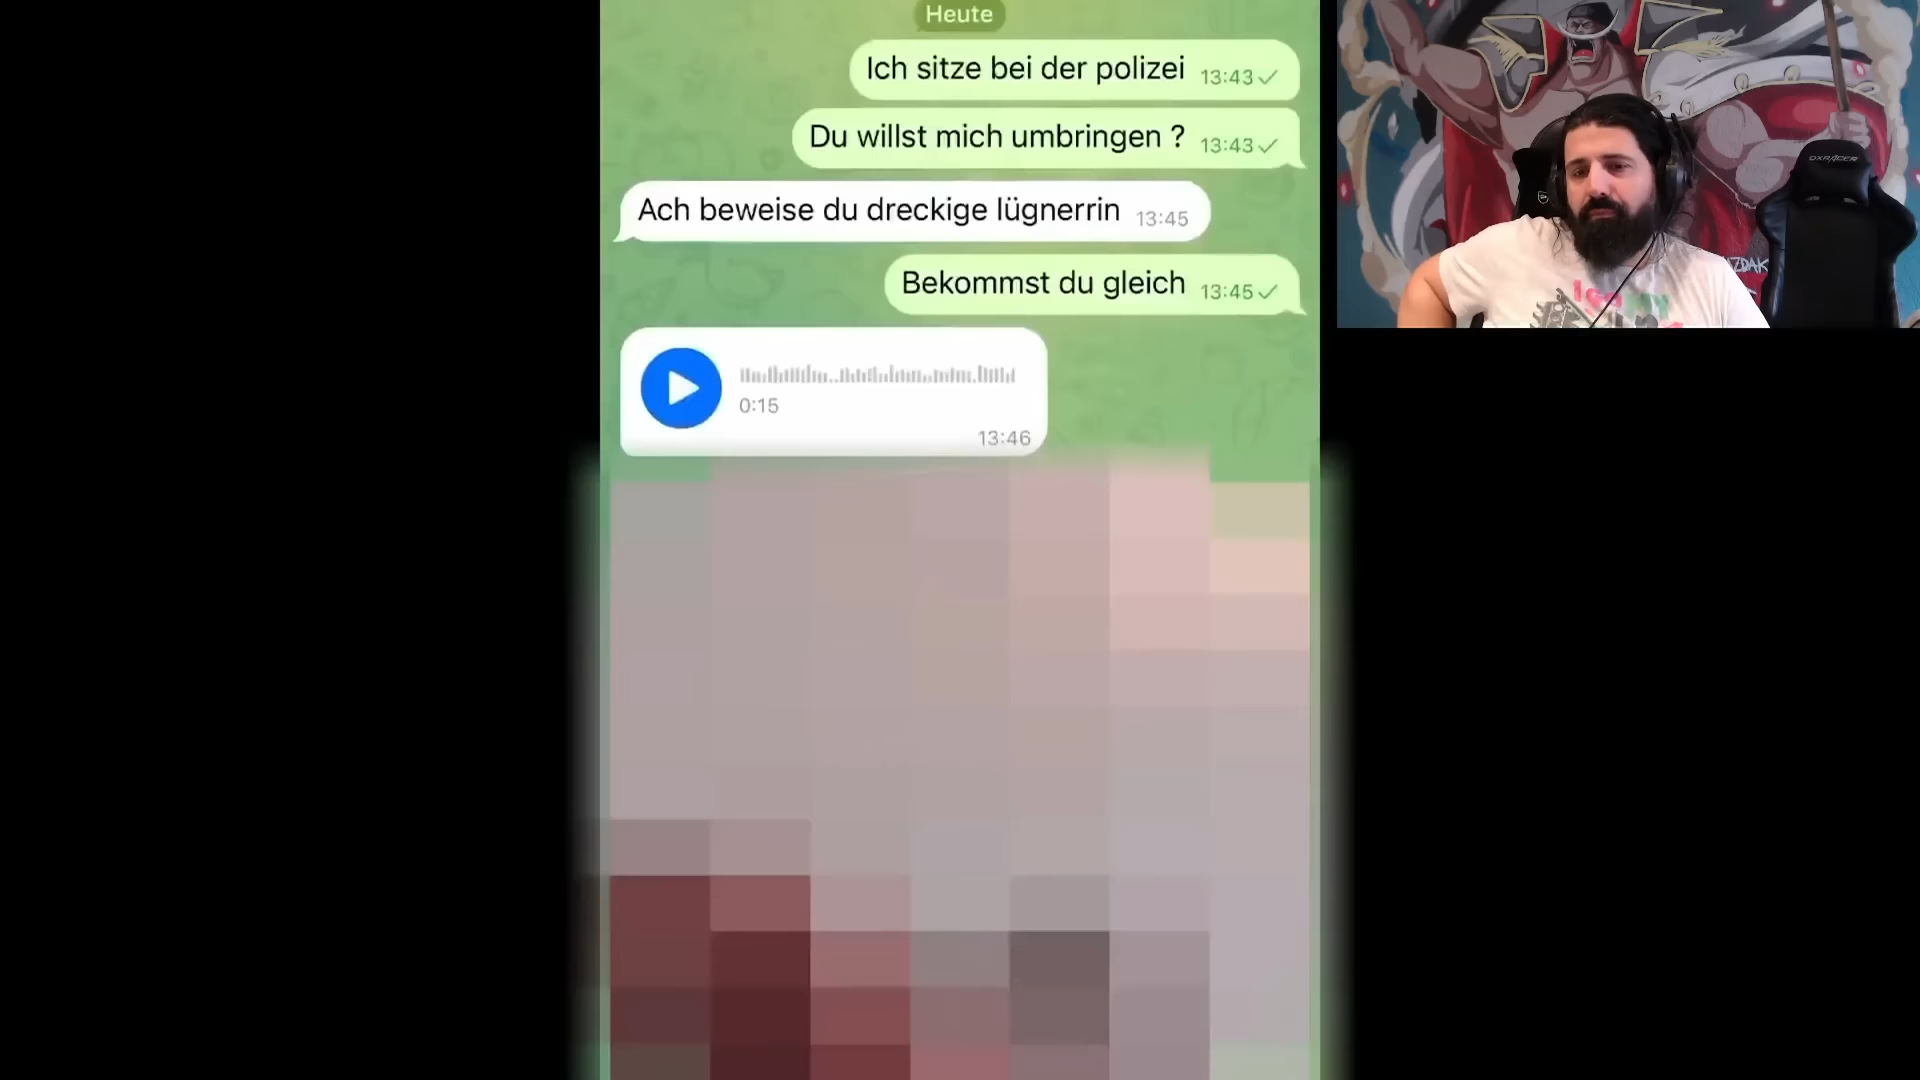 Heute
Ich sitze bei der polizei 13:43
Du willst mich umbringen ? 13:43
Ach beweise du dreckige lügnerrin 13:45
Bekommst du gleich 13:45
0:15
13:46
OXRACER